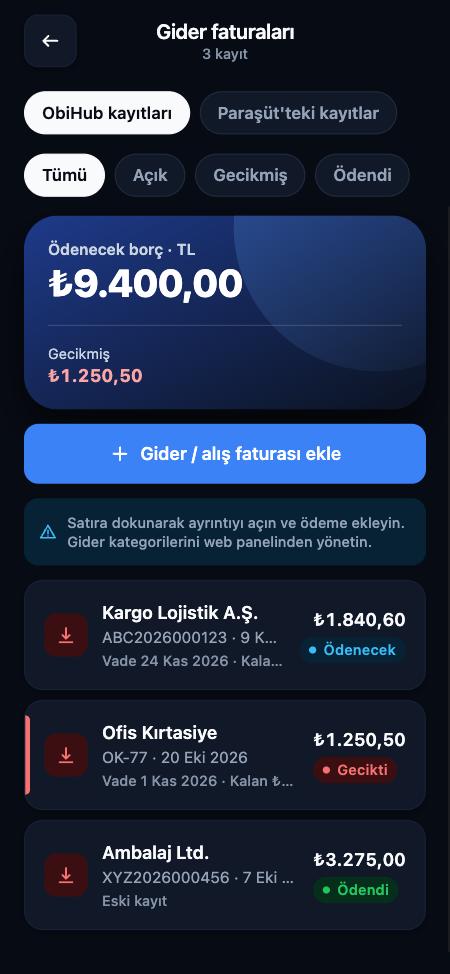 Gider faturaları
3 kayıt
ObiHub kayıtları
Paraşüt'teki kayıtlar
Tümü
Açık
Gecikmiş
Ödendi
Ödenecek borç · TL
₺9.400,00
Gecikmiş
₺1.250,50
+ Gider / alış faturası ekle
Satıra dokunarak ayrıntıyı açın ve ödeme ekleyin.
Gider kategorilerini web panelinden yönetin.
Kargo Lojistik A.Ş.
₺1.840,60
ABC2026000123 · 9 K...
Ödenecek
Vade 24 Kas 2026 · Kala...
Ofis Kırtasiye
₺1.250,50
OK-77 · 20 Eki 2026
Gecikti
Vade 1 Kas 2026 · Kalan ₺...
Ambalaj Ltd.
₺3.275,00
XYZ2026000456 · 7 Eki ...
Ödendi
Eski kayıt